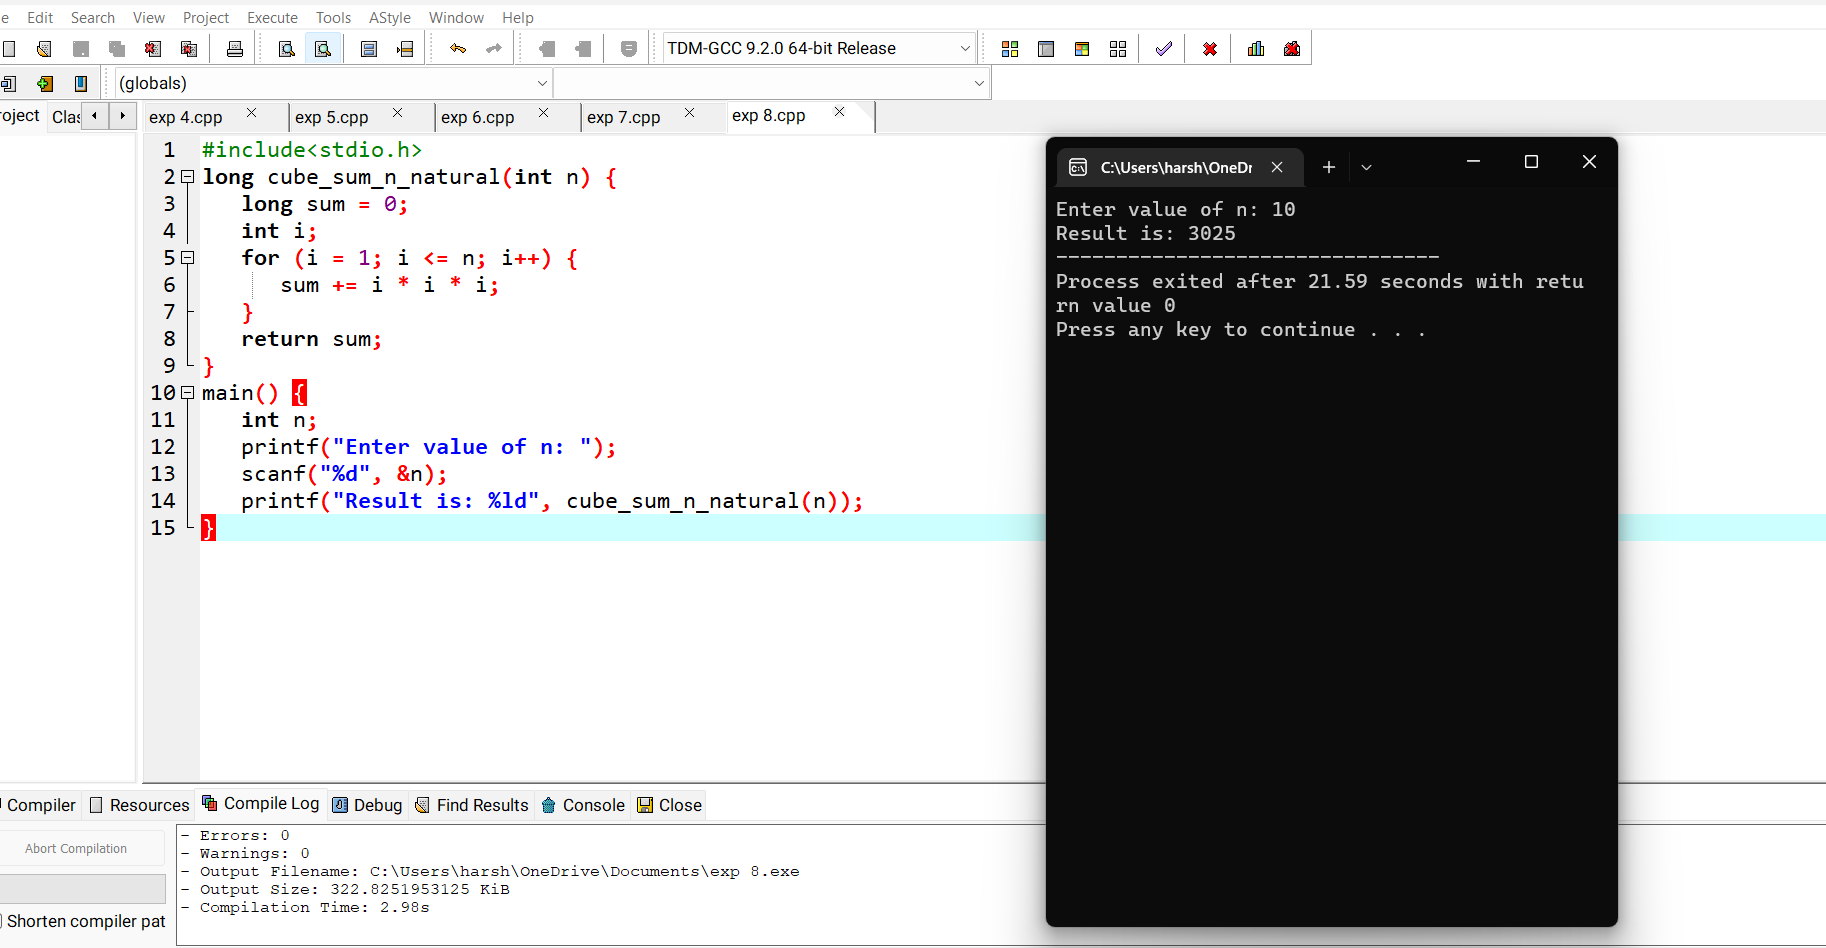 e Edit Search View Project Execute Tools AStyle Window Help
TDM-GCC 9.2.0 64-bit Release
(globals)
roject Clas exp 4.cpp exp 5.cpp exp 6.cpp exp 7.cpp exp 8.cpp
1 #include<stdio.h>
2 long cube_sum_n_natural(int n) {
3 long sum = 0;
4 int i;
5 for (i = 1; i <= n; i++) {
6 sum += i * i * i;
7 }
8 return sum;
9 }
10 main() {
11 int n;
12 printf("Enter value of n: ");
13 scanf("%d", &n);
14 printf("Result is: %ld", cube_sum_n_natural(n));
15 }
C:\Users\harsh\OneDr
Enter value of n: 10
Result is: 3025
--------------------------------
Process exited after 21.59 seconds with retu
rn value 0
Press any key to continue . . .
Compiler Resources Compile Log Debug Find Results Console Close
Abort Compilation
Shorten compiler pat
- Errors: 0
- Warnings: 0
- Output Filename: C:\Users\harsh\OneDrive\Documents\exp 8.exe
- Output Size: 322.8251953125 KiB
- Compilation Time: 2.98s